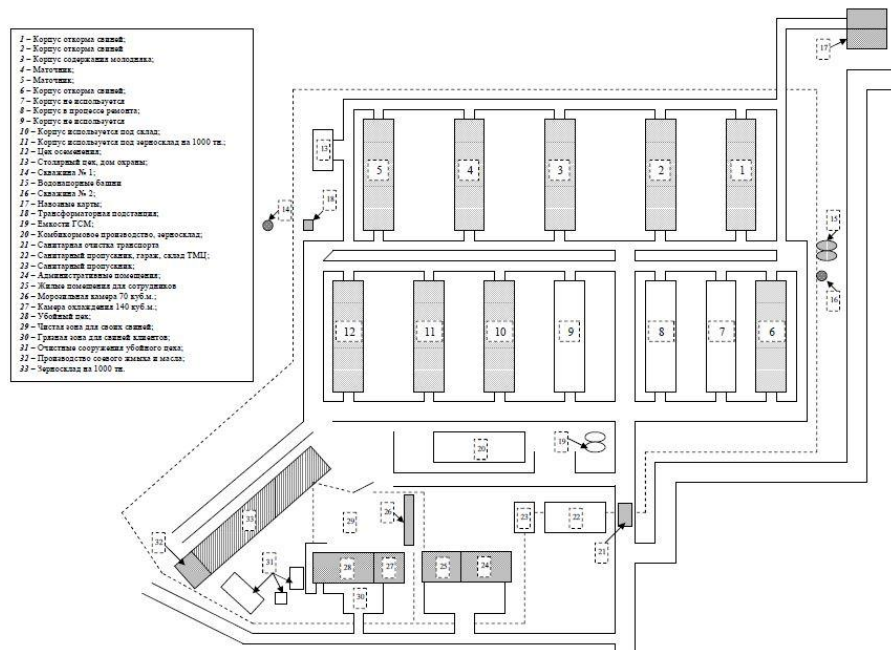 1 – Корпус откорма свиней;
2 – Корпус откорма свиней
3 – Корпус содержания молодняка;
4 – Маточник;
5 – Маточник;
6 – Корпус откорма свиней;
7 – Корпус не используется
8 – Корпус в процессе ремонта;
9 – Корпус не используется
10 – Корпус используется под склад;
11 – Корпус используется под зерносклад на 1000 тн.;
12 – Цех осеменения;
13 – Столярный цех, дом охраны;
14 – Скважина № 1;
15 – Водонапорные башни
16 – Скважина № 2;
17 – Навозные карты;
18 – Трансформаторная подстанция;
19 – Емкости ГСМ;
20 – Комбикормовое производство, зерносклад;
21 – Санитарная очистка транспорта
22 – Санитарный пропускник, гараж, склад ТМЦ;
23 – Санитарный пропускник;
24 – Административные помещения;
25 – Жилые помещения для сотрудников
26 – Морозильная камера 70 куб.м.;
27 – Камера охлаждения 140 куб.м.;
28 – Убойный цех;
29 – Чистая зона для своих свиней;
30 – Грязная зона для свиней клиентов;
31 – Очистные сооружения убойного цеха;
32 – Производство соевого жмыха и масла;
33 – Зерносклад на 1000 тн.
17
13
5
4
3
2
1
14
18
15
16
12
11
10
9
8
7
6
20
19
26
29
33
23
22
21
32
31
28
27
25
24
30